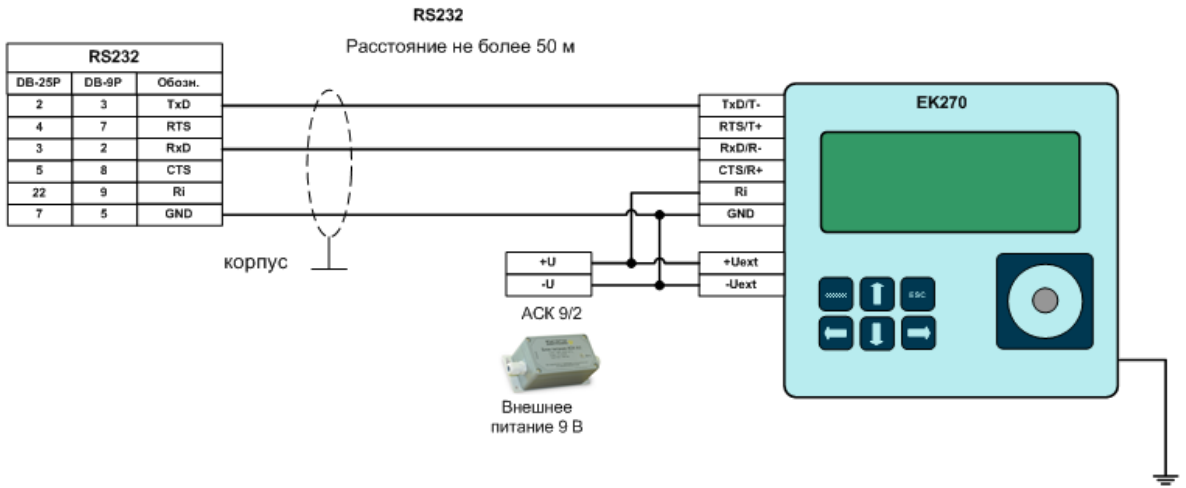 RS232
Расстояние не более 50 м
RS232
DB-25P DB-9P Обозн.
2 3 TxD
4 7 RTS
3 2 RxD
5 8 CTS
22 9 Ri
7 5 GND
корпус
TxD/T-
RTS/T+
RxD/R-
CTS/R+
Ri
GND
+U
-U
+Uext
-Uext
АСК 9/2
Внешнее
питание 9 В
EK270
ESC